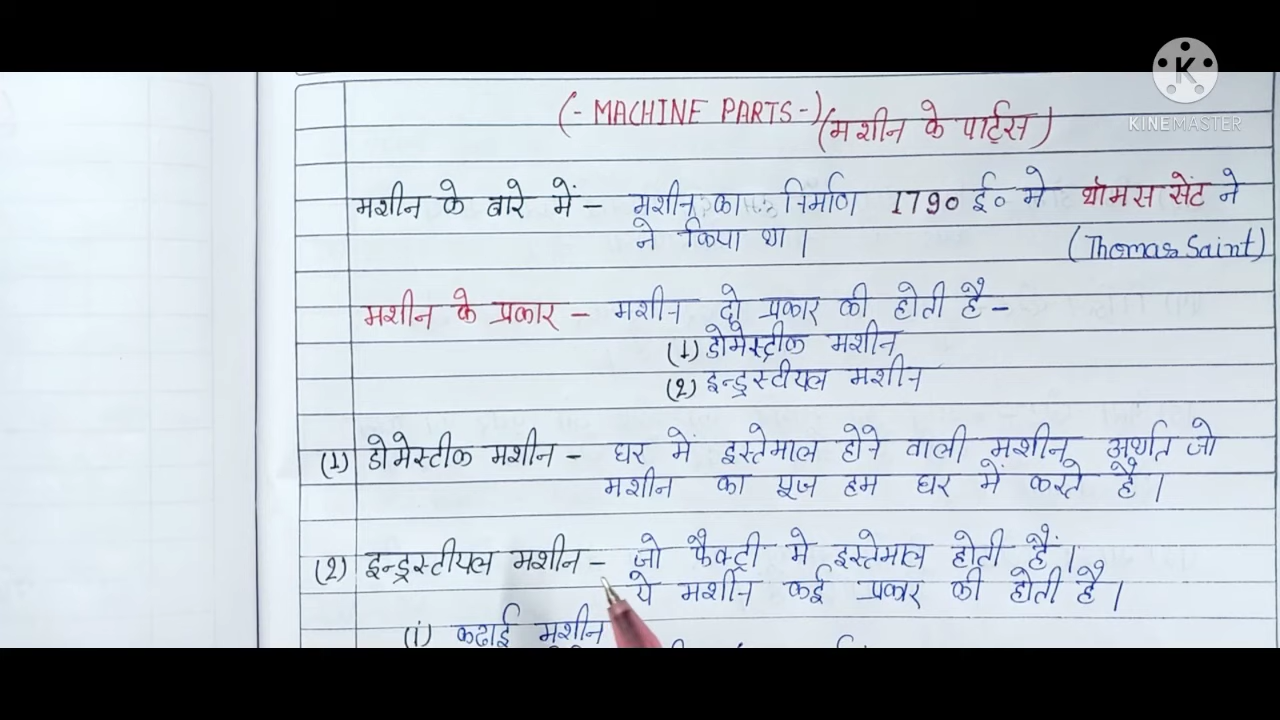 (- MACHINE PARTS -) (मशीन के पार्ट्स)
मशीन के बारे में - मशीन का निर्माण 1790 ई० मे थॉमस सेंट ने
ने किया था। (Thomas Saint)
मशीन के प्रकार - मशीन दो प्रकार की होती है -
(1) डोमेस्ट्रीक मशीन
(2) इन्ड्रस्टीयल मशीन
(1) डोमेस्टीक मशीन - घर में इस्तेमाल होने वाली मशीन, अर्थात जो
मशीन का यूज हम घर में करते है।
(2) इन्ड्रस्टीयल मशीन - जो फैक्ट्री मे इस्तेमाल होती हैं।
ये मशीन कई प्रकार की होती है।
(i) कढाई मशीन
KINEMASTER